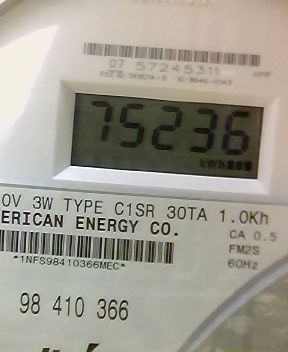 07 57245311
75236
kWh
0V 3W TYPE C1SR 30TA 1.0Kh
ERICAN ENERGY CO.
CA 0.5
FM2S
60Hz
*1NFS98410366MEC*
98 410 366